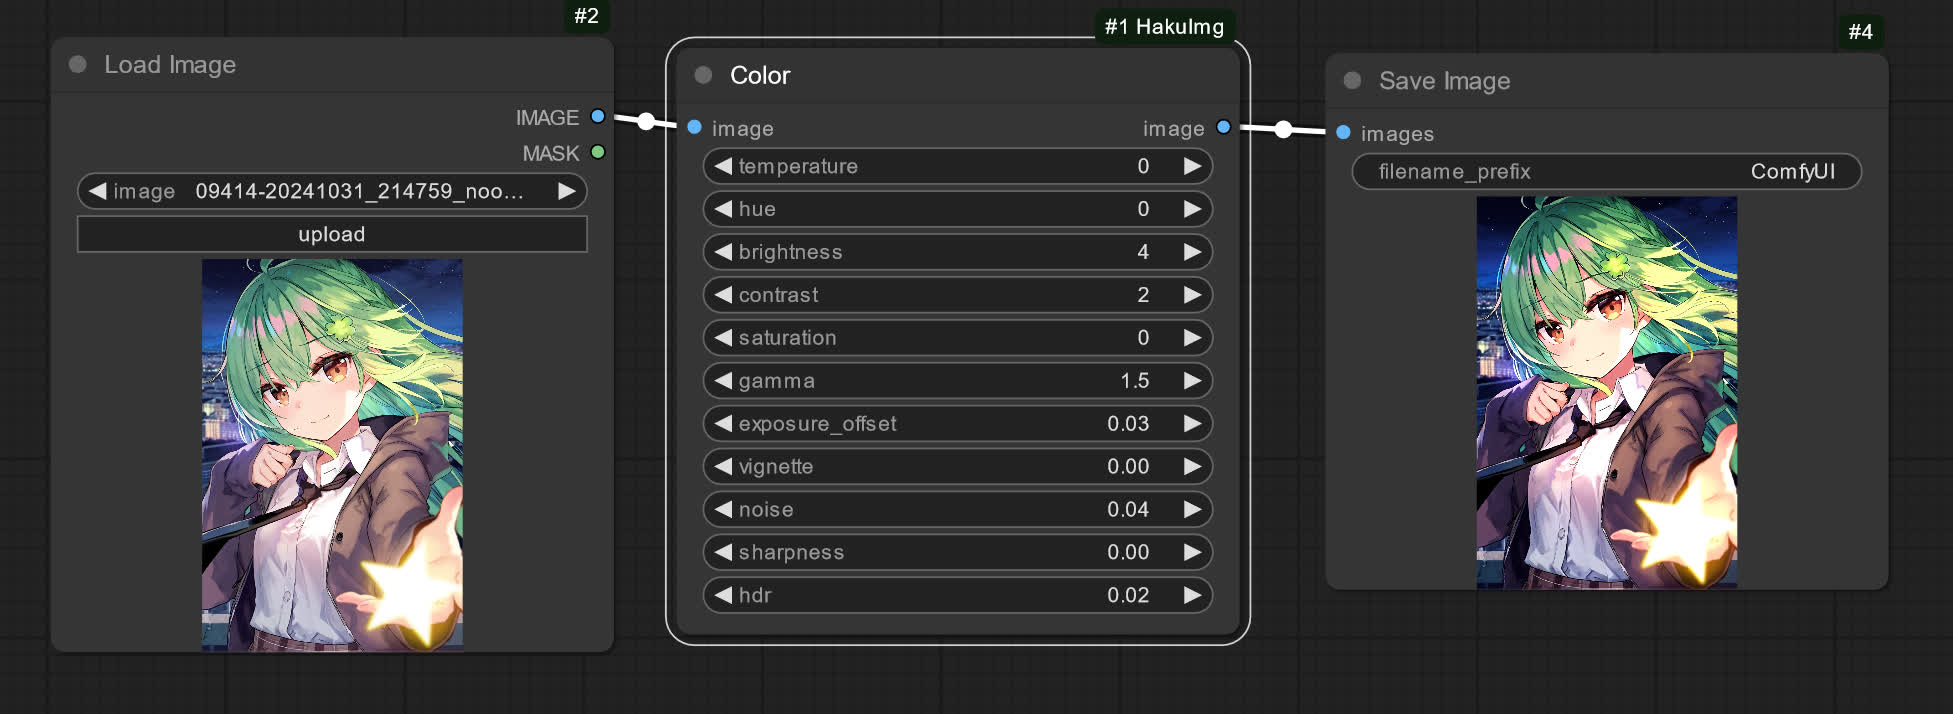 #2
Load Image
IMAGE
MASK
image 09414-20241031_214759_noo...
upload
#1 HakuImg
Color
image image
temperature 0
hue 0
brightness 4
contrast 2
saturation 0
gamma 1.5
exposure_offset 0.03
vignette 0.00
noise 0.04
sharpness 0.00
hdr 0.02
#4
Save Image
images
filename_prefix ComfyUI